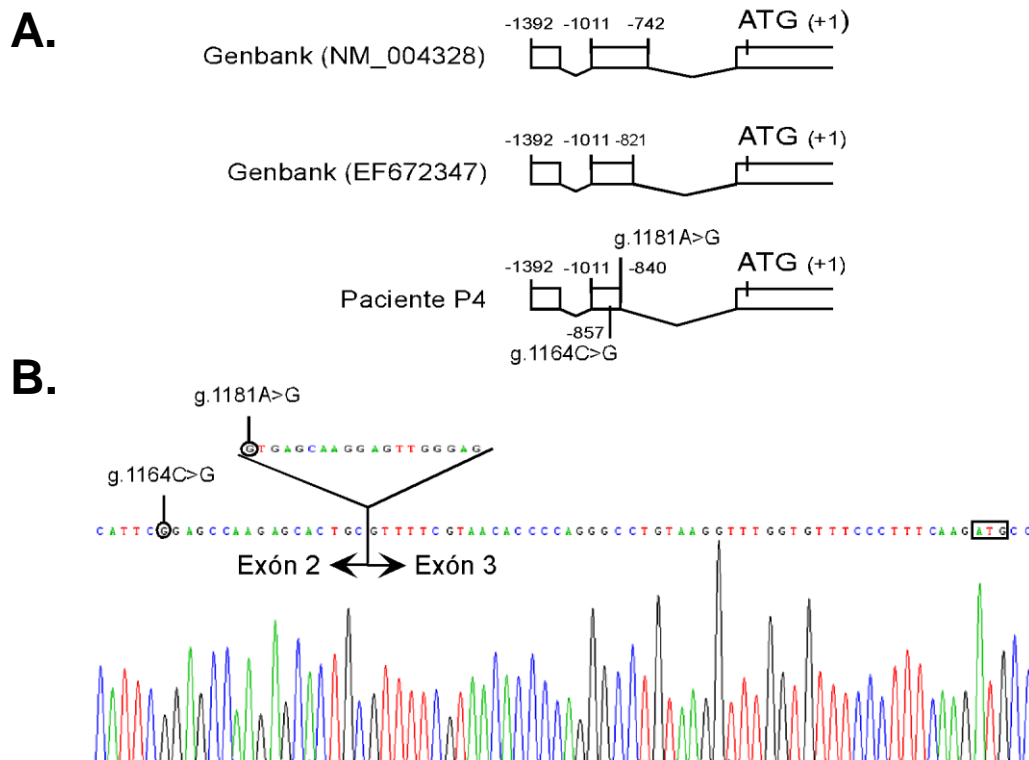 A.
-1392 -1011 -742 ATG (+1)
Genbank (NM_004328)
-1392 -1011 -821 ATG (+1)
Genbank (EF672347)
g.1181A>G
-1392 -1011 -840 ATG (+1)
Paciente P4
-857
g.1164C>G
B.
g.1181A>G
GTGAGCAAGGAGTTGGGAG
g.1164C>G
CATTCGGAGCCAAGAGCACTGCGTTTTCGTAACACCCCAGGGCCTGTAAGGTTTGGTGTTTCCCTTTCAAGATGCC
Exón 2 Exón 3